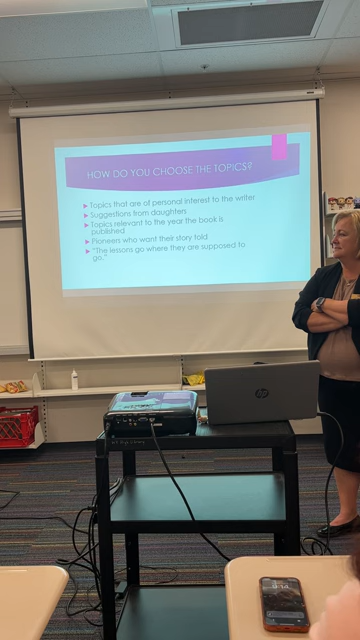 HOW DO YOU CHOOSE THE TOPICS?
Topics that are of personal interest to the writer
Suggestions from daughters
Topics relevant to the year the book is
published
Pioneers who want their story told
"The lessons go where they are supposed to
go."
hp
9:14